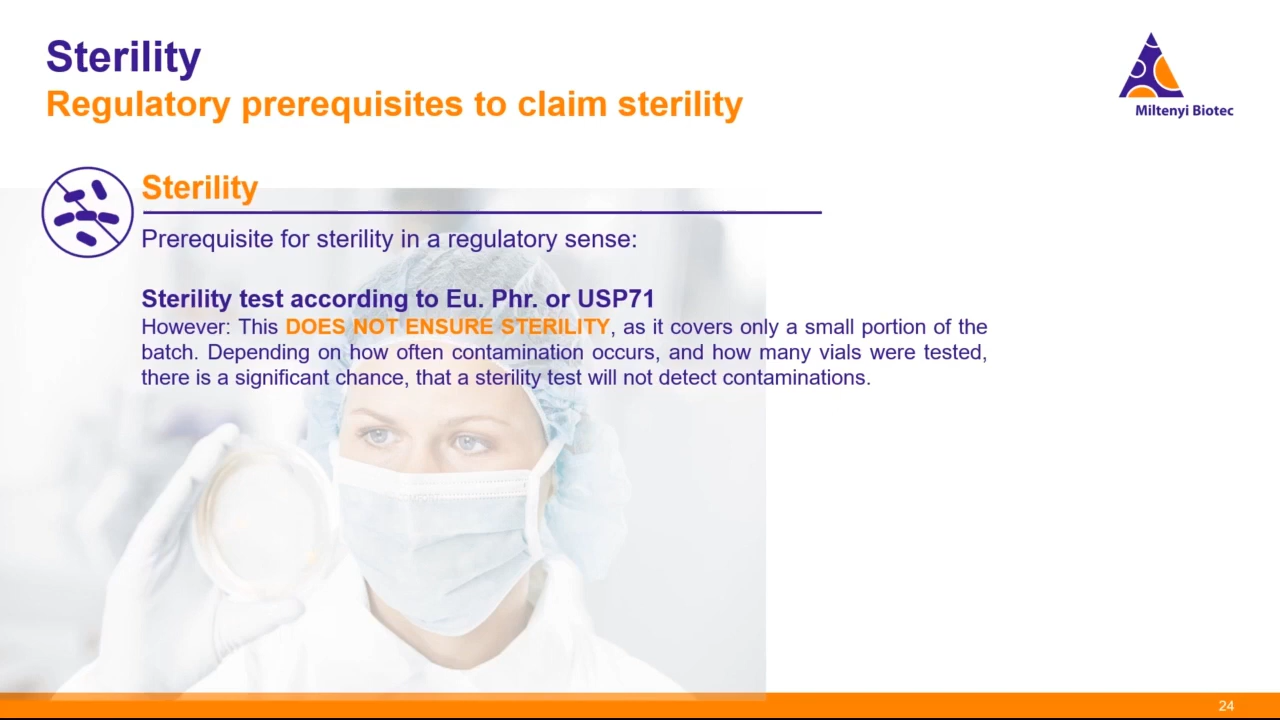 Sterility
Regulatory prerequisites to claim sterility
Miltenyi Biotec
Sterility
Prerequisite for sterility in a regulatory sense:
Sterility test according to Eu. Phr. or USP71
However: This DOES NOT ENSURE STERILITY, as it covers only a small portion of the
batch. Depending on how often contamination occurs, and how many vials were tested,
there is a significant chance, that a sterility test will not detect contaminations.
24